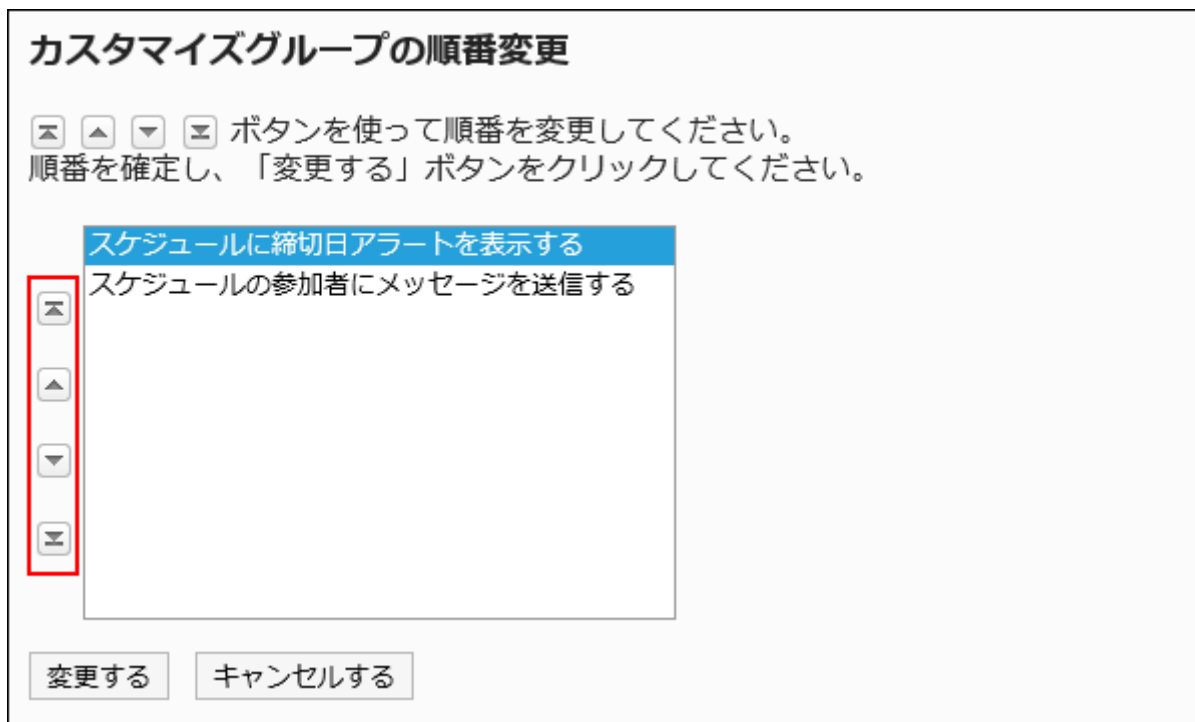 カスタマイズグループの順番変更
ボタンを使って順番を変更してください。
順番を確定し、「変更する」ボタンをクリックしてください。
スケジュールに締切日アラートを表示する
スケジュールの参加者にメッセージを送信する
変更する
キャンセルする